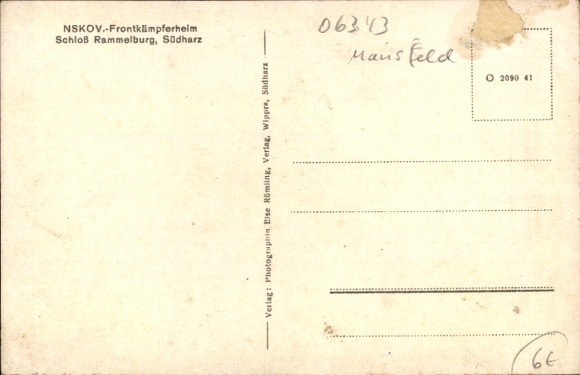 NSKOV.-Frontkämpferheim
Schloß Rammelburg, Südharz
06343
Mansfeld
O 2090 41
Verlag: Photographin Else Römling, Verlag, Wippra, Südharz
6€